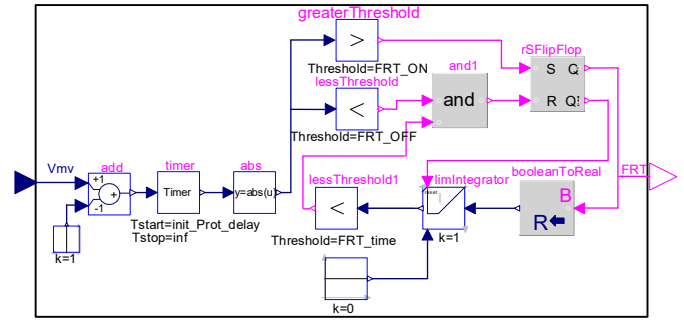 greaterThreshold
>
Threshold=FRT_ON
lessThreshold
<
Threshold=FRT_OFF
and1
and
rSFlipFlop
S Q
R Q!
Vmv
add
+1
+
-1
k=1
timer
Timer
Tstart=init_Prot_delay
Tstop=inf
abs
y=abs(u)
lessThreshold1
<
Threshold=FRT_time
limIntegrator
reset
k=1
booleanToReal
B
R
FRT
k=0